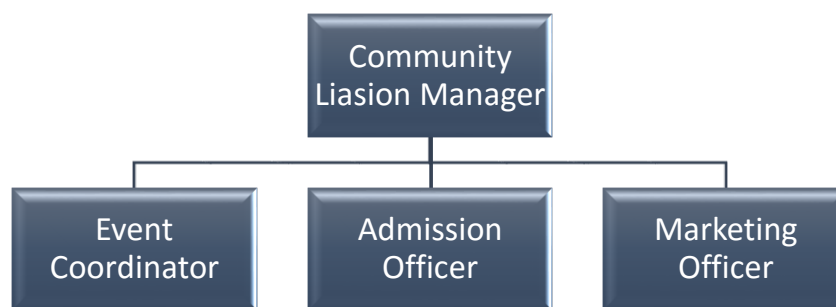 Community
Liasion Manager
Event
Coordinator
Admission
Officer
Marketing
Officer